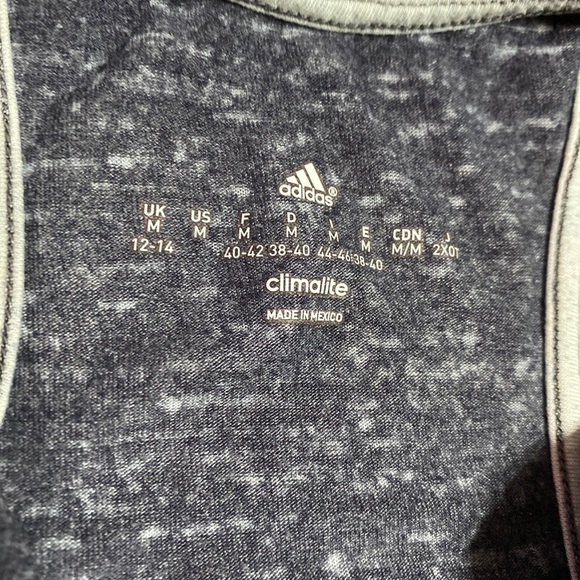 adidas®
UK US F D I E CDN J
M M M M M M M/M 2XOT
12-14 40-42 38-40 44-46 38-40
climalite
MADE IN MEXICO